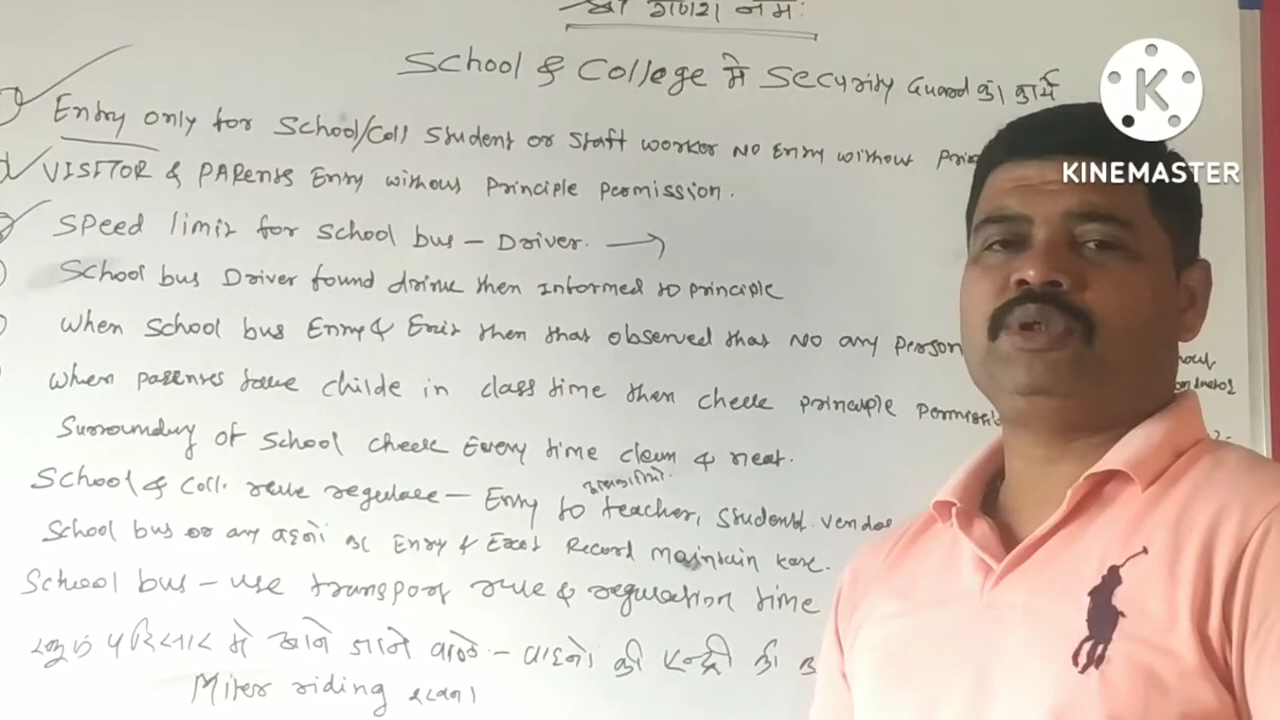 श्री गणेशाय नमः
School & College में Security Guard का कार्य
Entry only for School/Coll Student or Staff worker No Entry without
VISITOR & PARENTS Entry without Principle Permission.
Speed limit for School bus – Driver. →
School bus Driver found drink then Informed to principle
When School bus Entry & Exit then that observed that No any person
When parents take childe in class time then check principle
Surrounding of School check Every time clean & neat.
School & Coll. rule regulate – Entry to teacher, Student. vendor
School bus or any वाहनों का Entry & Exit Record Maintain kare.
School bus – use transport rule & regulation time
स्कूल परिसर में आने जाने वाले – वाहनों की एन्ट्री की
Miter riding रखना
K
KINEMASTER